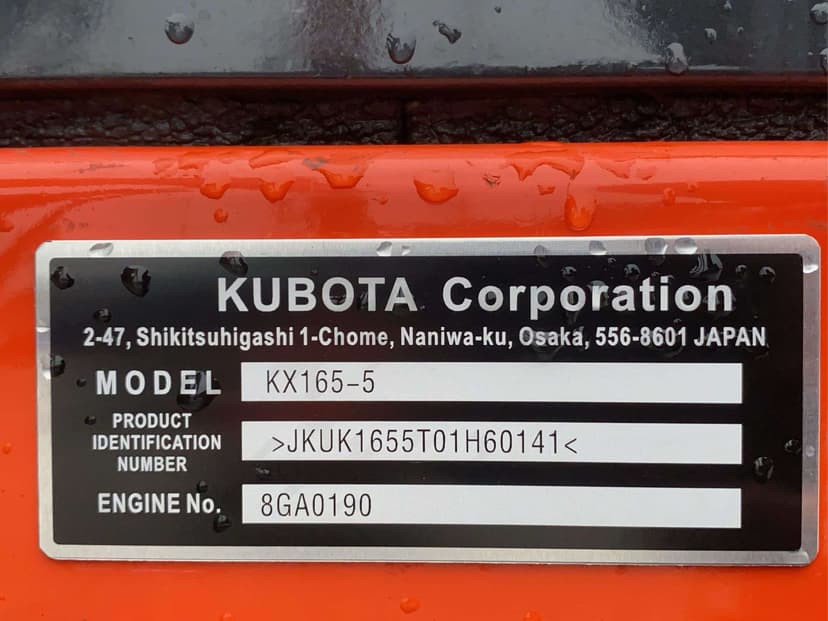 KUBOTA Corporation
2-47, Shikitsuhigashi 1-Chome, Naniwa-ku, Osaka, 556-8601 JAPAN
MODEL KX165-5
PRODUCT
IDENTIFICATION
NUMBER
>JKUK1655T01H60141<
ENGINE No. 8GA0190